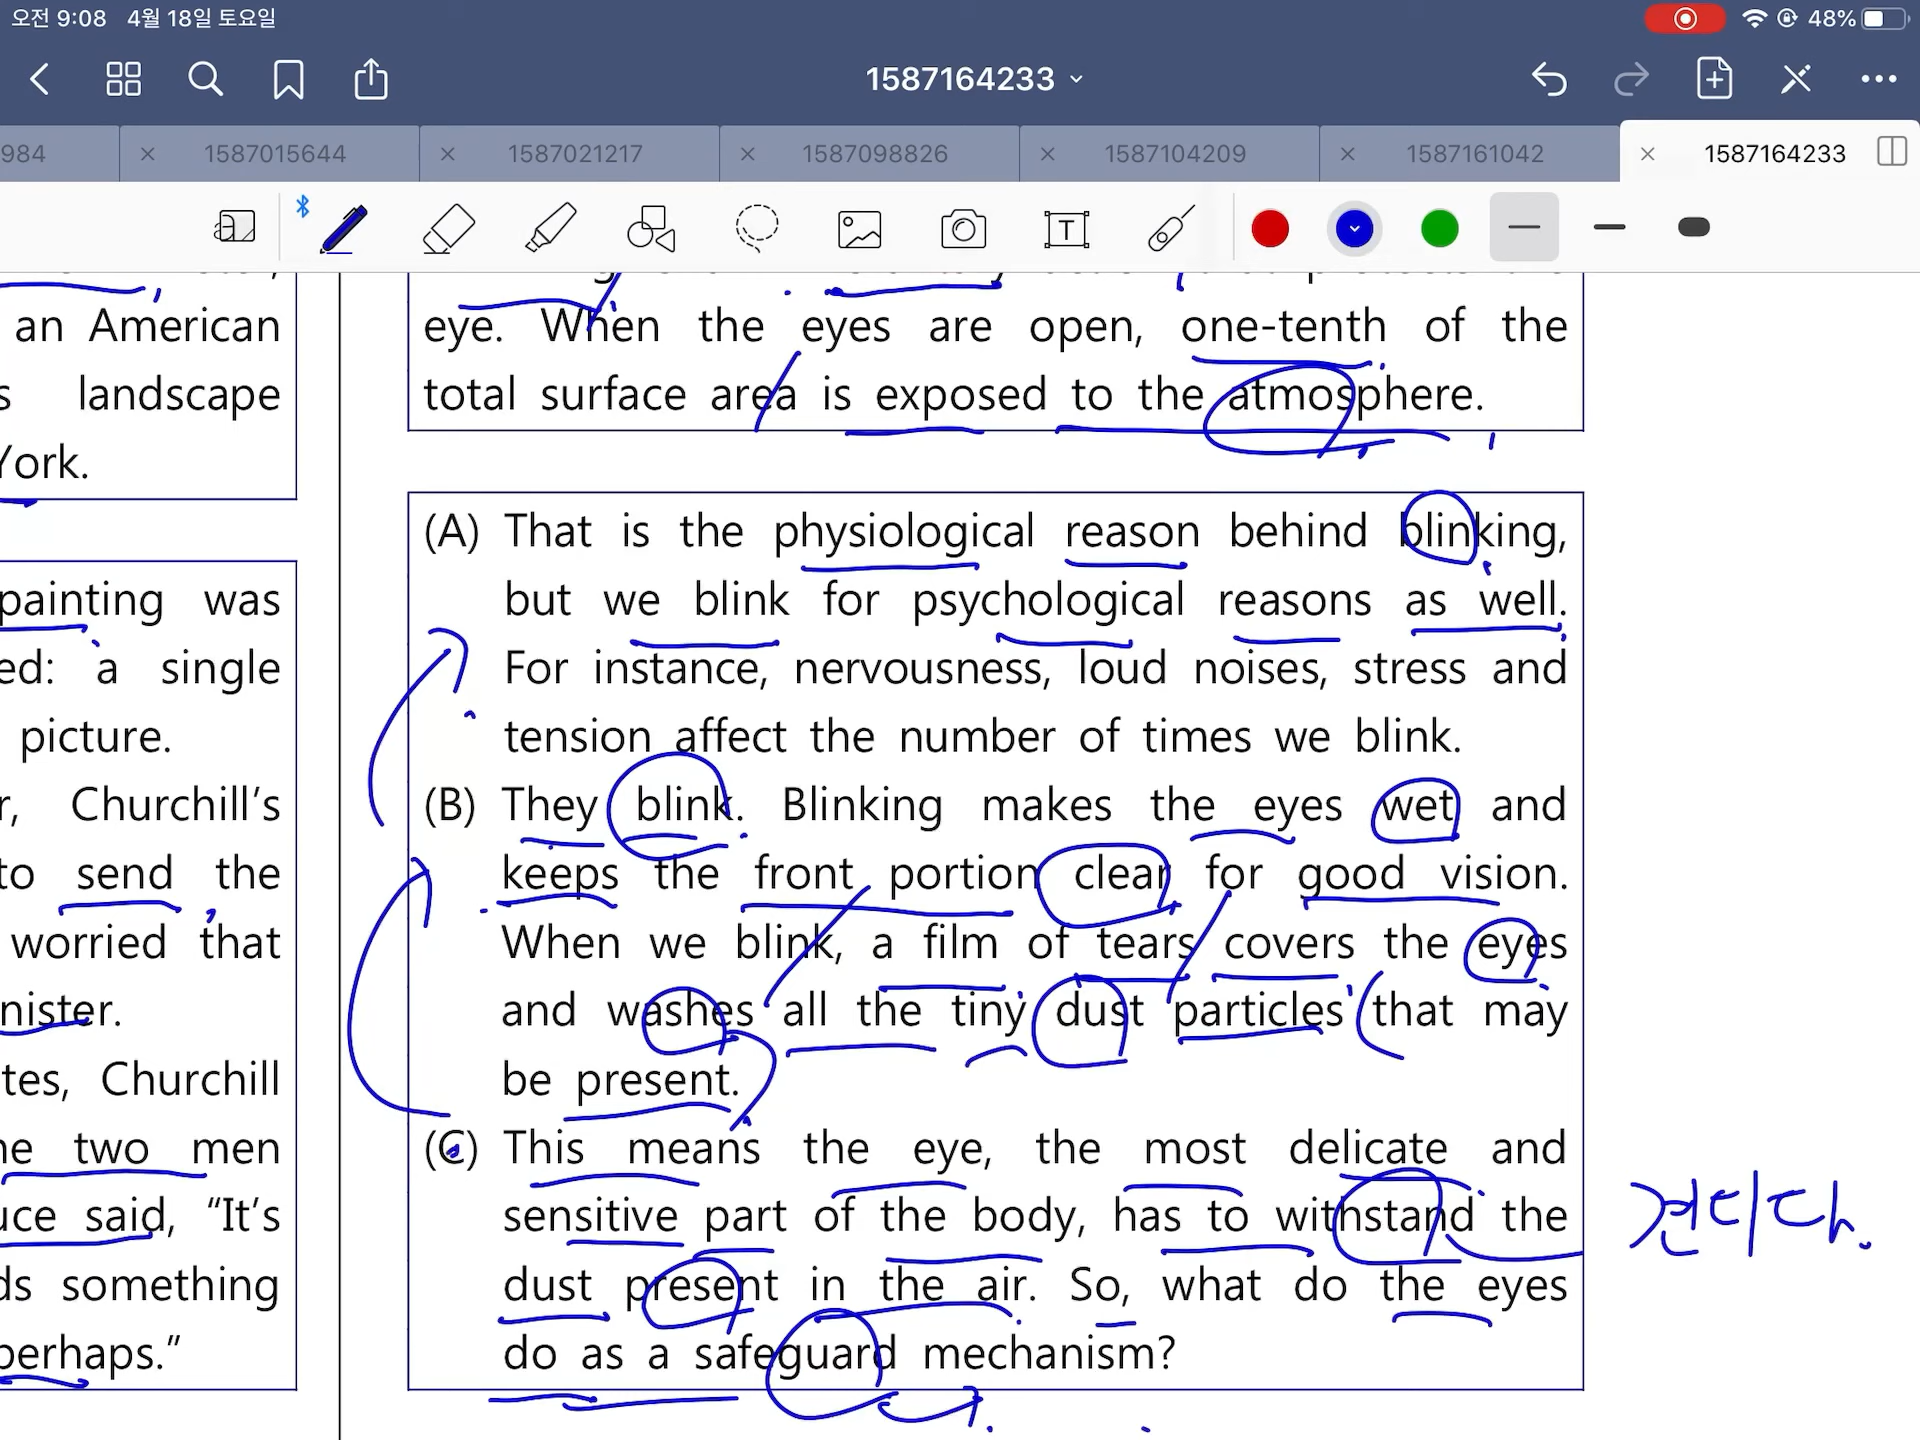 오전 9:08 4월 18일 토요일
48%
1587164233
984
1587015644
1587021217
1587098826
1587104209
1587161042
1587164233
an American
landscape
York.
painting was
ed: a single
picture.
r, Churchill's
to send the
worried that
nister.
tes, Churchill
ne two men
uce said, “It's
ds something
perhaps.”
eye. When the eyes are open, one-tenth of the
total surface area is exposed to the atmosphere.
(A) That is the physiological reason behind blinking,
but we blink for psychological reasons as well.
For instance, nervousness, loud noises, stress and
tension affect the number of times we blink.
(B) They blink. Blinking makes the eyes wet and
keeps the front portion clear for good vision.
When we blink, a film of tears covers the eyes
and washes all the tiny dust particles that may
be present.
(C) This means the eye, the most delicate and
sensitive part of the body, has to withstand the
dust present in the air. So, what do the eyes
do as a safeguard mechanism?
견디다.